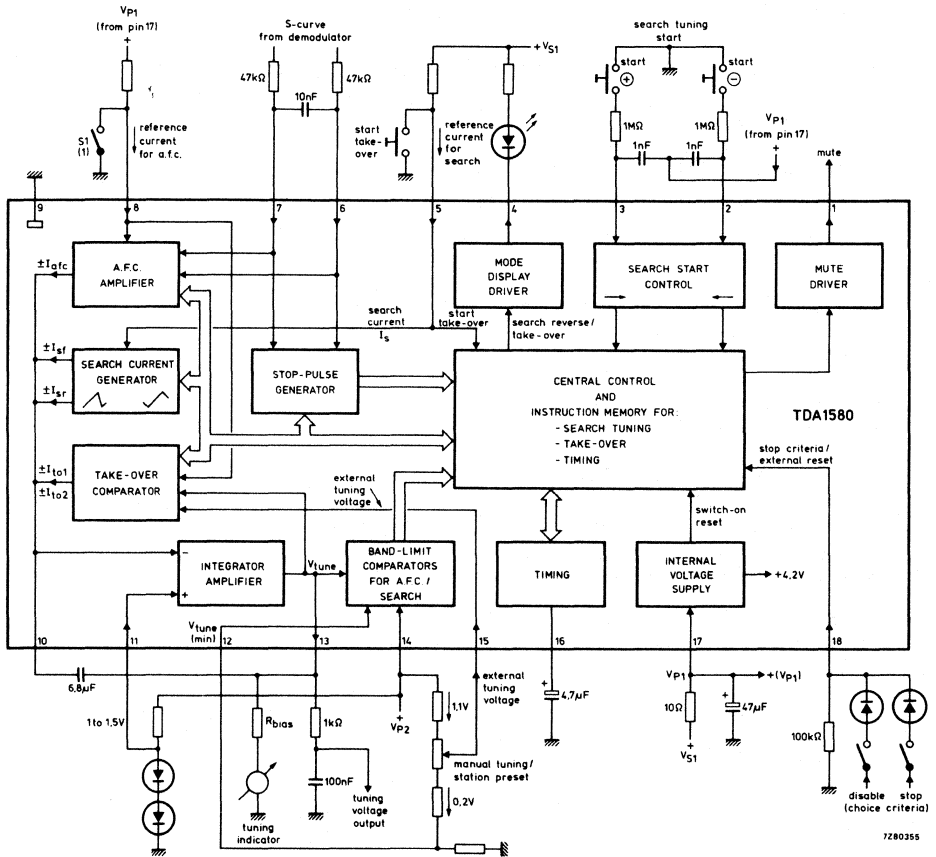 VP1
(from pin17)
+
S1
(1)
reference
current
for a.f.c.
S-curve
from demodulator
47kΩ
47kΩ
10nF
start
take-
over
reference
current
for
search
+VS1
search tuning
start
start
+
start
−
1MΩ
1MΩ
1nF
1nF
VP1
(from pin17)
+
mute
9
8
7
6
5
4
3
2
1
±Iafc
A.F.C.
AMPLIFIER
MODE
DISPLAY
DRIVER
SEARCH START
CONTROL
MUTE
DRIVER
search
current
Is
start
take-over
search reverse/
take-over
±Isf
±Isr
SEARCH CURRENT
GENERATOR
STOP-PULSE
GENERATOR
CENTRAL CONTROL
AND
INSTRUCTION MEMORY FOR:
- SEARCH TUNING
- TAKE-OVER
- TIMING
TDA1580
±Ito1
±Ito2
TAKE-OVER
COMPARATOR
external
tuning
voltage
stop criteria/
external reset
switch-on
reset
−
+
INTEGRATOR
AMPLIFIER
Vtune
BAND-LIMIT
COMPARATORS
FOR A.F.C./
SEARCH
TIMING
INTERNAL
VOLTAGE
SUPPLY
+4,2V
Vtune
(min)
10
11
12
13
14
15
16
17
18
6,8µF
1 to 1,5V
Rbias
1kΩ
100nF
+
VP2
1,1V
external
tuning
voltage
manual tuning/
station preset
0,2V
tuning
indicator
tuning
voltage
output
+
4,7µF
VP1
+(VP1)
10Ω
+
47µF
+
VS1
100kΩ
disable
stop
(choice criteria)
7Z80355